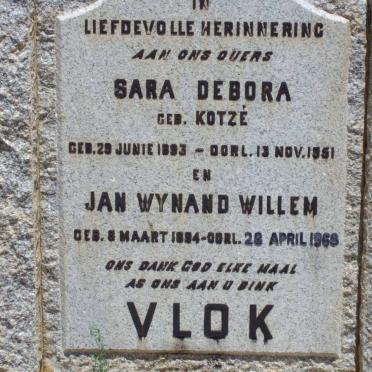 IN
LIEFDEVOLLE HERINNERING
AAN ONS OUERS
SARA DEBORA
GEB. KOTZÉ
GEB. 29 JUNIE 1893 - OORL. 13 NOV. 1951
EN
JAN WYNAND WILLEM
GEB. 8 MAART 1894-OORL. 28 APRIL 1968
ONS DANK GOD ELKE MAAL
AS ONS AAN U DINK
VLOK